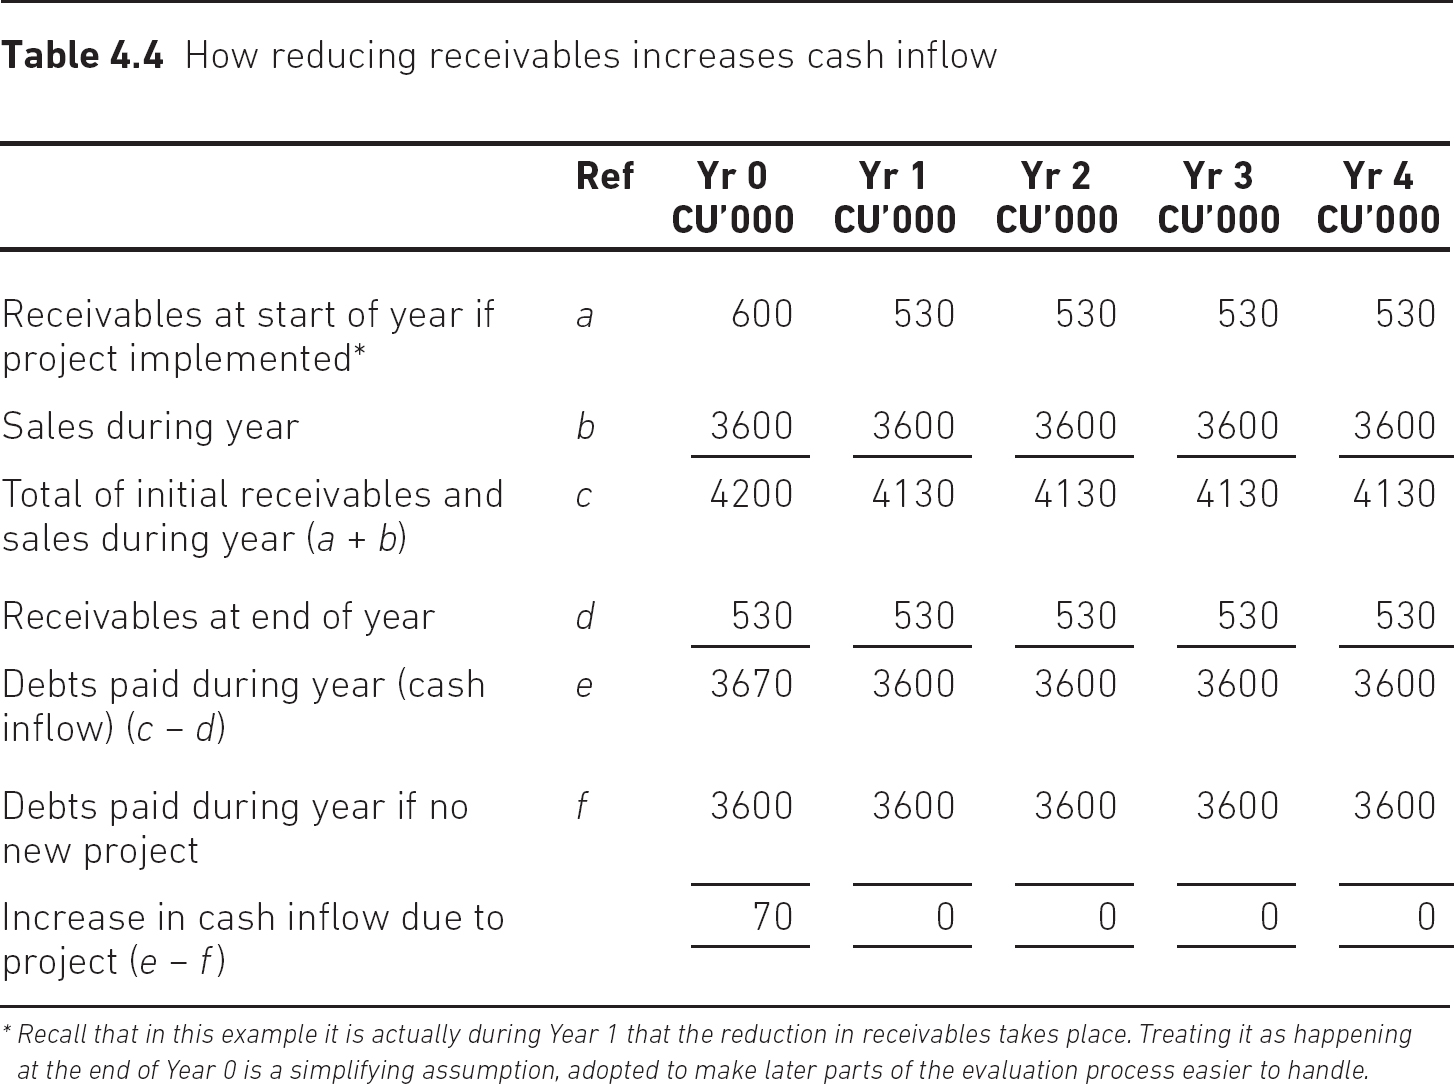 Table 4.4 How reducing receivables increases cash inflow
Ref Yr 0 Yr 1 Yr 2 Yr 3 Yr 4
CU’000 CU’000 CU’000 CU’000 CU’000
Receivables at start of year if a 600 530 530 530 530
project implemented*
Sales during year b 3600 3600 3600 3600 3600
Total of initial receivables and c 4200 4130 4130 4130 4130
sales during year (a + b)
Receivables at end of year d 530 530 530 530 530
Debts paid during year (cash e 3670 3600 3600 3600 3600
inflow) (c – d)
Debts paid during year if no f 3600 3600 3600 3600 3600
new project
Increase in cash inflow due to 70 0 0 0 0
project (e – f)
* Recall that in this example it is actually during Year 1 that the reduction in receivables takes place. Treating it as happening
at the end of Year 0 is a simplifying assumption, adopted to make later parts of the evaluation process easier to handle.